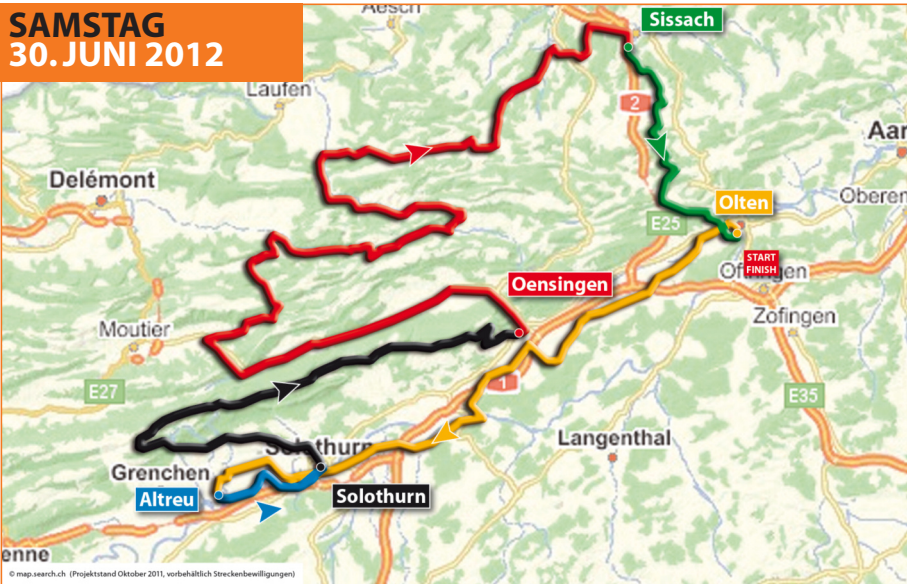 SAMSTAG
30. JUNI 2012
Aesch
Sissach
Laufen
2
Aar
Delémont
Olten
Oberen
E25
START
FINISH
Oftringen
Oensingen
Zofingen
Moutier
1
E27
E35
Langenthal
Solothurn
Grenchen
Altreu
Solothurn
enne
© map.search.ch (Projektstand Oktober 2011, vorbehältlich Streckenbewilligungen)